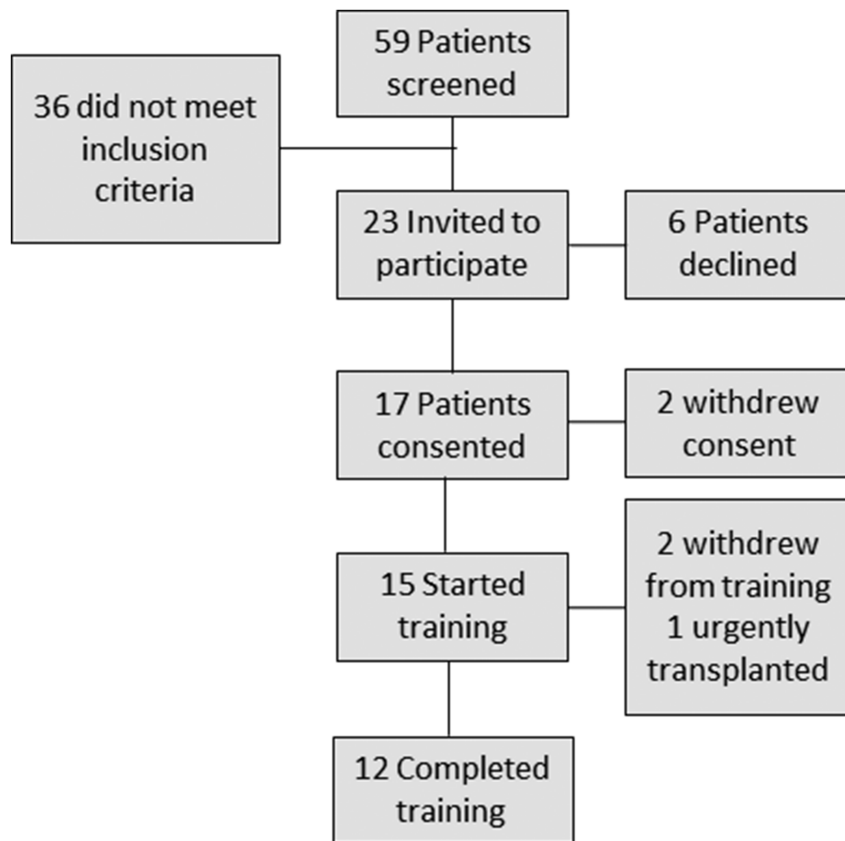 59 Patients
screened
36 did not meet
inclusion
criteria
23 Invited to
participate
6 Patients
declined
17 Patients
consented
2 withdrew
consent
15 Started
training
2 withdrew
from training
1 urgently
transplanted
12 Completed
training